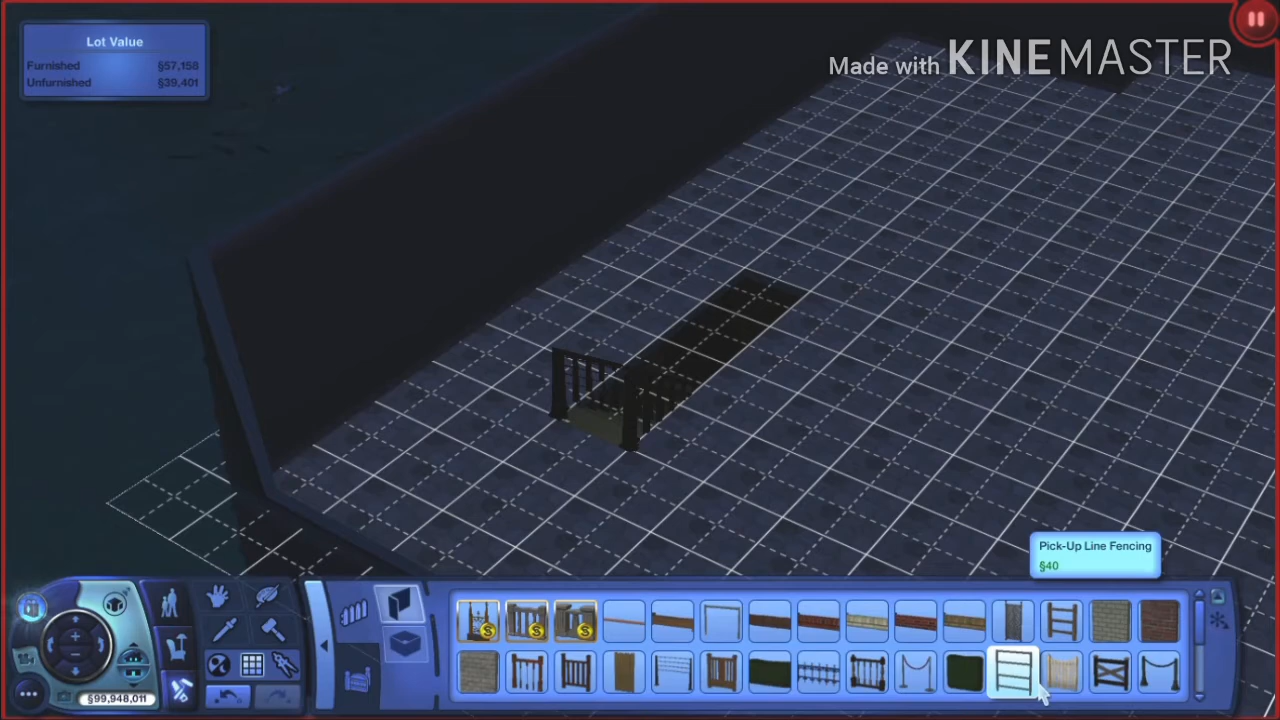 Lot Value
Furnished §57,158
Unfurnished §39,401
Made with KINEMASTER
Pick-Up Line Fencing
§40
§99,948,011